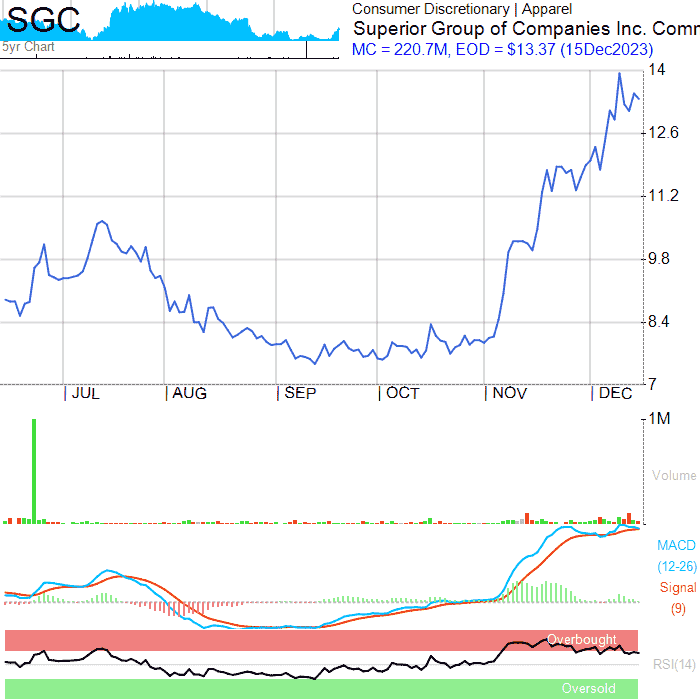 SGC
5yr Chart
Consumer Discretionary | Apparel
Superior Group of Companies Inc. Comm
MC = 220.7M, EOD = $13.37 (15Dec2023)
14
12.6
11.2
9.8
8.4
7
JUL AUG SEP OCT NOV DEC
1M
Volume
MACD
(12-26)
Signal
(9)
Overbought
RSI(14)
Oversold